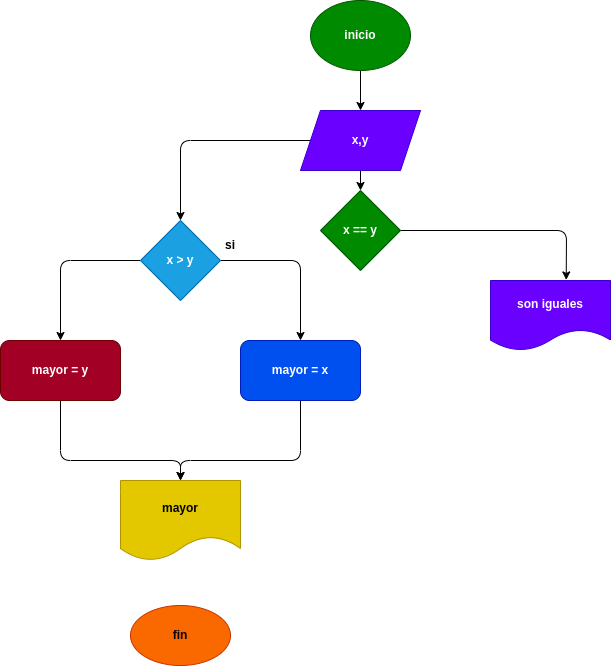 inicio
x,y
x == y
si
x > y
son iguales
mayor = y
mayor = x
mayor
fin